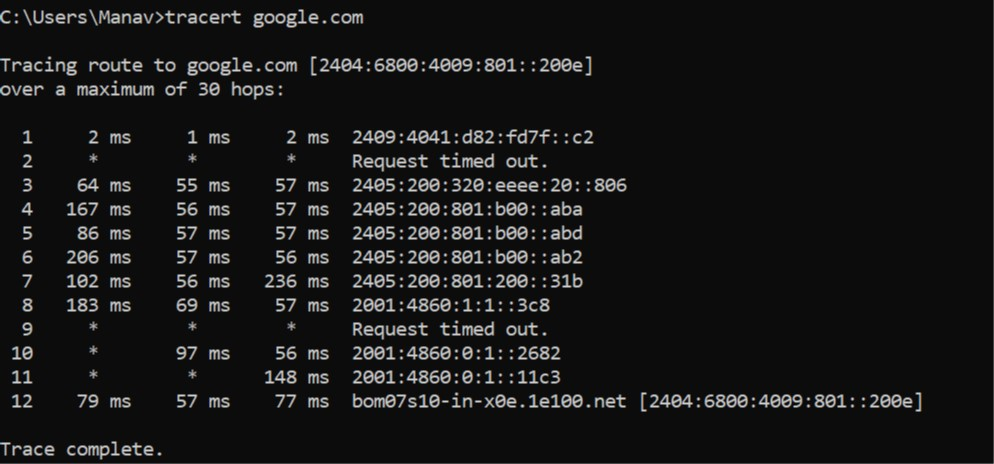 C:\Users\Manav>tracert google.com
Tracing route to google.com [2404:6800:4009:801::200e]
over a maximum of 30 hops:
1 2 ms 1 ms 2 ms 2409:4041:d82:fd7f::c2
2 * * * Request timed out.
3 64 ms 55 ms 57 ms 2405:200:320:eeee:20::806
4 167 ms 56 ms 57 ms 2405:200:801:b00::aba
5 86 ms 57 ms 57 ms 2405:200:801:b00::abd
6 206 ms 57 ms 56 ms 2405:200:801:b00::ab2
7 102 ms 56 ms 236 ms 2405:200:801:200::31b
8 183 ms 69 ms 57 ms 2001:4860:1:1::3c8
9 * * * Request timed out.
10 * 97 ms 56 ms 2001:4860:0:1::2682
11 * * 148 ms 2001:4860:0:1::11c3
12 79 ms 57 ms 77 ms bom07s10-in-x0e.1e100.net [2404:6800:4009:801::200e]
Trace complete.